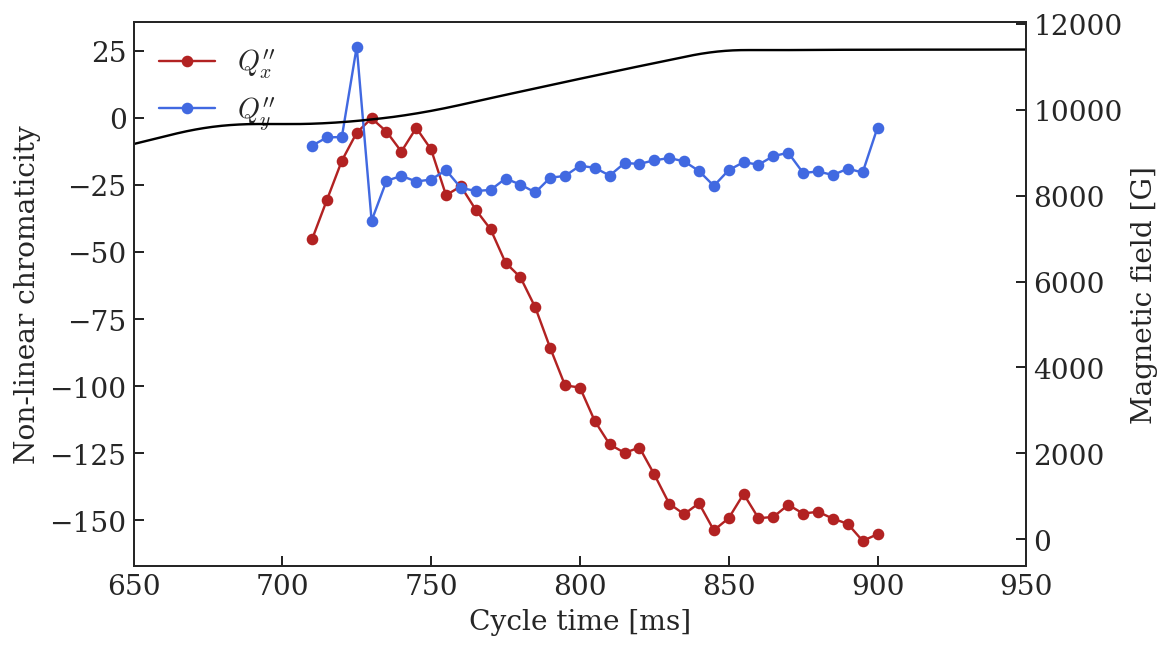 Q''x
Q''y
25
0
−25
−50
−75
−100
−125
−150
Non-linear chromaticity
12000
10000
8000
6000
4000
2000
0
Magnetic field [G]
650 700 750 800 850 900 950
Cycle time [ms]